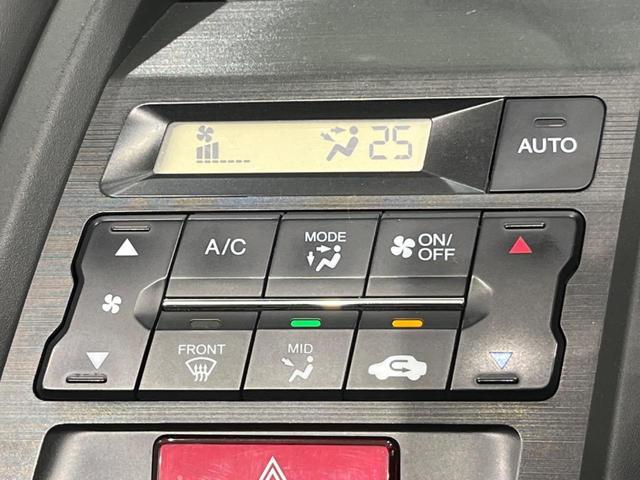 25
AUTO
A/C
MODE
ON/
OFF
FRONT
MID